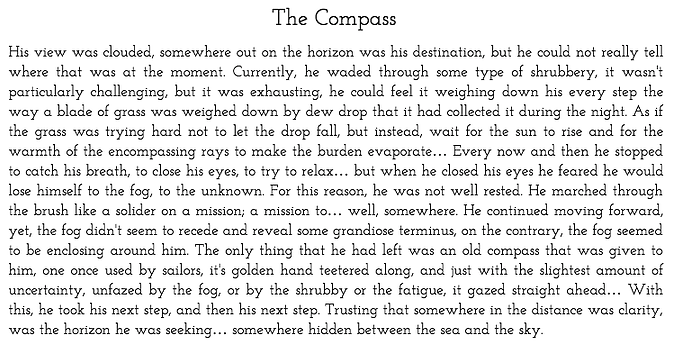 The Compass
His view was clouded, somewhere out on the horizon was his destination, but he could not really tell
where that was at the moment. Currently, he waded through some type of shrubbery, it wasn't
particularly challenging, but it was exhausting, he could feel it weighing down his every step the
way a blade of grass was weighed down by dew drop that it had collected it during the night. As if
the grass was trying hard not to let the drop fall, but instead, wait for the sun to rise and for the
warmth of the encompassing rays to make the burden evaporate... Every now and then he stopped
to catch his breath, to close his eyes, to try to relax... but when he closed his eyes he feared he would
lose himself to the fog, to the unknown. For this reason, he was not well rested. He marched through
the brush like a solider on a mission; a mission to... well, somewhere. He continued moving forward,
yet, the fog didn't seem to recede and reveal some grandiose terminus, on the contrary, the fog seemed
to be enclosing around him. The only thing that he had left was an old compass that was given to
him, one once used by sailors, it's golden hand teetered along, and just with the slightest amount of
uncertainty, unfazed by the fog, or by the shrubby or the fatigue, it gazed straight ahead... With
this, he took his next step, and then his next step. Trusting that somewhere in the distance was clarity,
was the horizon he was seeking... somewhere hidden between the sea and the sky.